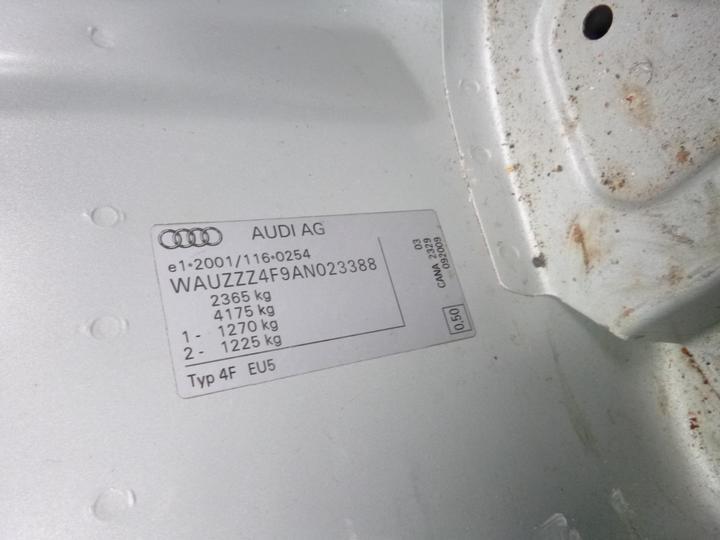 AUDI AG
e1*2001/116*0254
WAUZZZ4F9AN023388
2365 kg
4175 kg
1 - 1270 kg
2 - 1225 kg
Typ 4F EU5
03
CANA 2329
092009
0.50